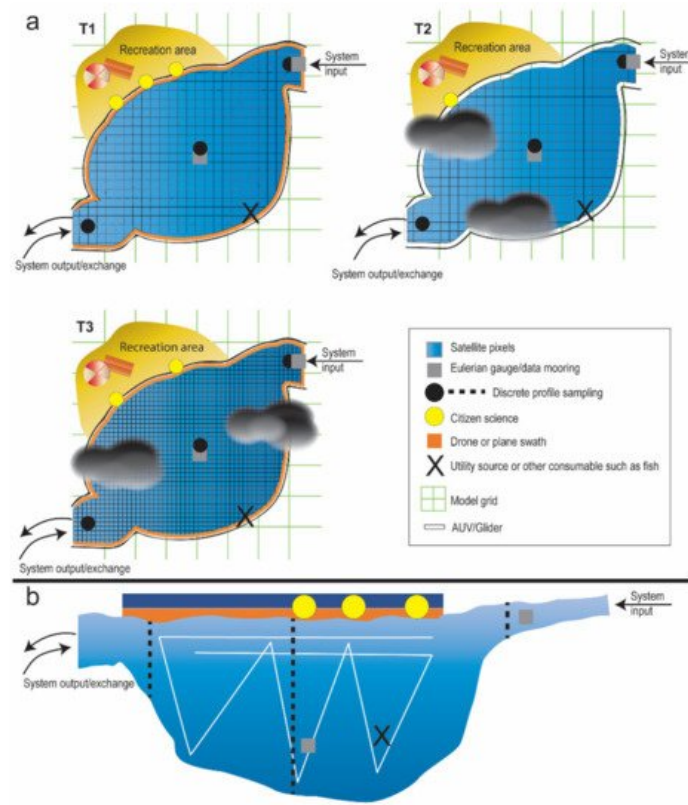 a
T1
Recreation area
System
input
System output/exchange
T2
Recreation area
System
input
System output/exchange
T3
Recreation area
System
input
System output/exchange
Satellite pixels
Eulerian gauge/data mooring
Discrete profile sampling
Citizen science
Drone or plane swath
X Utility source or other consumable such as fish
Model grid
AUV/Glider
b
System
input
System output/exchange